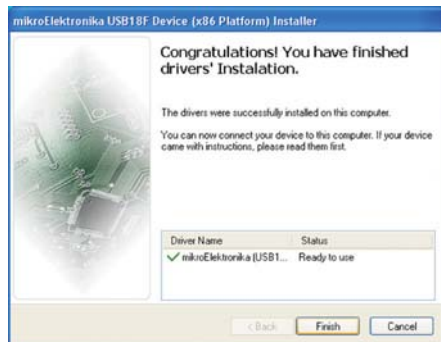 mikroElektronika USB18F Device (x86 Platform) Installer
Congratulations! You have finished
drivers' Instalation.
The drivers were successfully installed on this computer.
You can now connect your device to this computer. If your device
came with instructions, please read them first.
Driver Name Status
mikroElektronika (USB1... Ready to use
< Back Finish Cancel